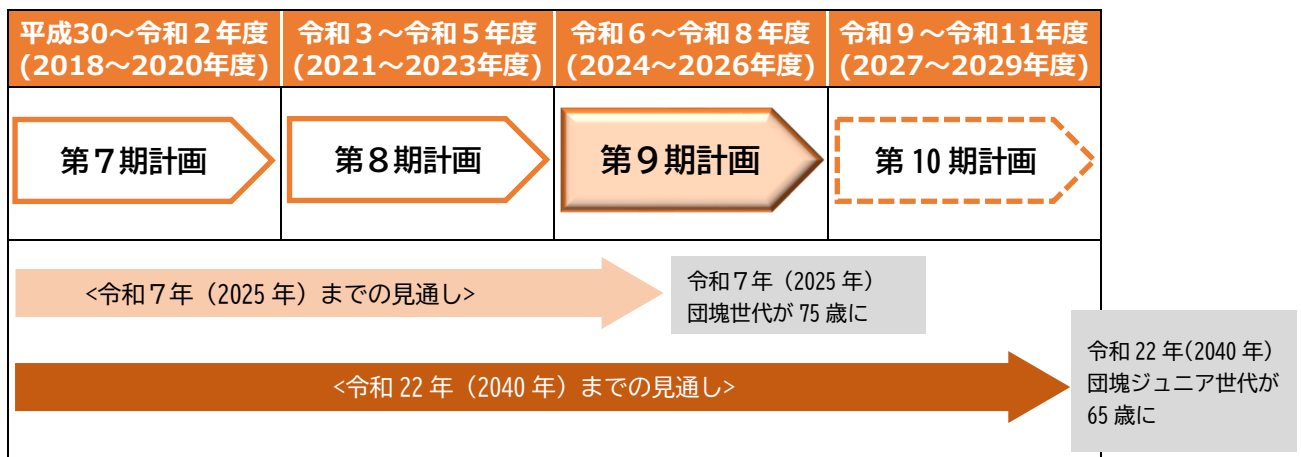 平成30～令和２年度
(2018～2020年度)
令和３～令和５年度
(2021～2023年度)
令和６～令和８年度
(2024～2026年度)
令和９～令和11年度
(2027～2029年度)
第７期計画
第８期計画
第９期計画
第 10 期計画
<令和７年（2025 年）までの見通し>
令和７年（2025 年）
団塊世代が 75 歳に
<令和 22 年（2040 年）までの見通し>
令和 22 年(2040 年)
団塊ジュニア世代が
65 歳に